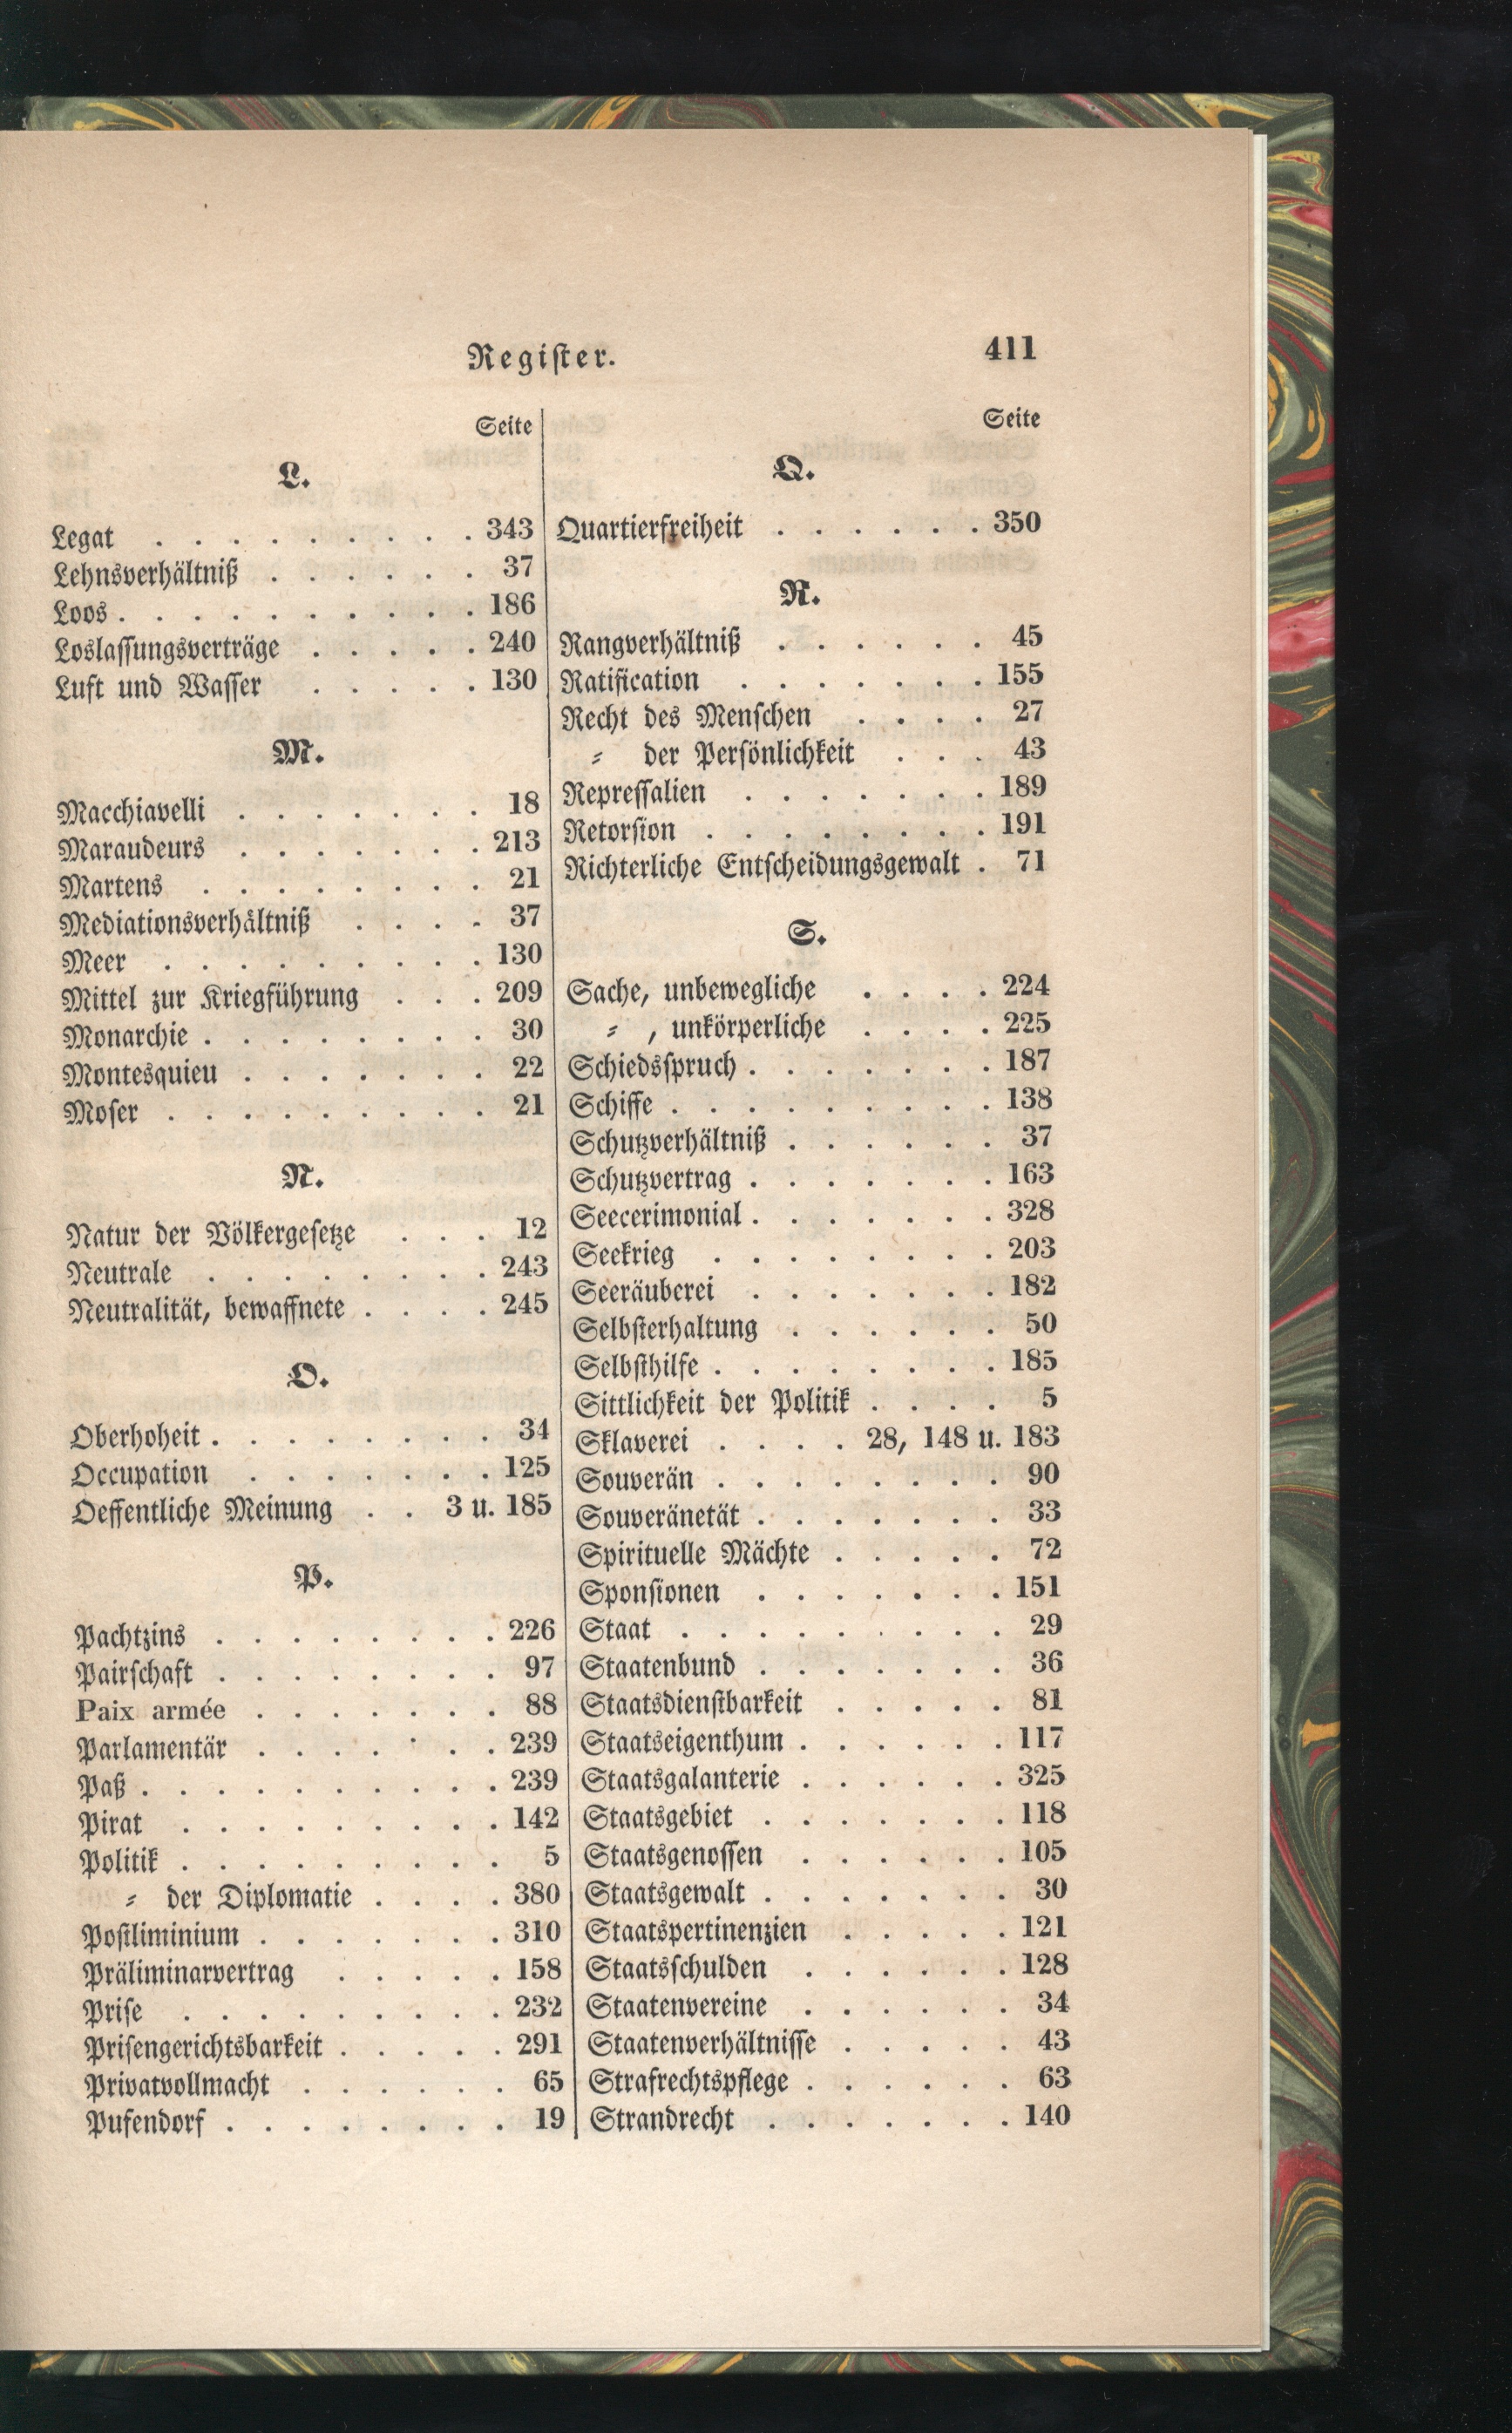 Register.
411
Seite
L.
Legat . . . . . . . . . 343
Lehnsverhältniß . . . . . . 37
Loos . . . . . . . . . . 186
Loslassungsverträge . . . . . 240
Luft und Wasser . . . . . 130
M.
Macchiavelli . . . . . . . 18
Maraudeurs . . . . . . . 213
Martens . . . . . . . . 21
Mediationsverhältniß . . . . 37
Meer . . . . . . . . . 130
Mittel zur Kriegführung . . . 209
Monarchie . . . . . . . . 30
Montesquieu . . . . . . . 22
Moser . . . . . . . . . 21
N.
Natur der Völkergesetze . . . 12
Neutrale . . . . . . . . 243
Neutralität, bewaffnete . . . . 245
O.
Oberhoheit . . . . . . . . 34
Occupation . . . . . . . 125
Oeffentliche Meinung . . 3 u. 185
P.
Pachtzins . . . . . . . . 226
Pairschaft . . . . . . . . 97
Paix armée . . . . . . . 88
Parlamentär . . . . . . . 239
Paß . . . . . . . . . . 239
Pirat . . . . . . . . . 142
Politik . . . . . . . . . 5
⸗ der Diplomatie . . . . 380
Postliminium . . . . . . . 310
Präliminarvertrag . . . . . 158
Prise . . . . . . . . . 232
Prisengerichtsbarkeit . . . . . 291
Privatvollmacht . . . . . . 65
Pufendorf . . . . . . . . 19
Seite
Q.
Quartierfreiheit . . . . . . 350
R.
Rangverhältniß . . . . . . 45
Ratification . . . . . . . 155
Recht des Menschen . . . . 27
⸗ der Persönlichkeit . . . 43
Repressalien . . . . . . . 189
Retorsion . . . . . . . . 191
Richterliche Entscheidungsgewalt . 71
S.
Sache, unbewegliche . . . . 224
⸗ , unkörperliche . . . . 225
Schiedsspruch . . . . . . . 187
Schiffe . . . . . . . . . 138
Schutzverhältniß . . . . . . 37
Schutzvertrag . . . . . . . 163
Seecerimonial . . . . . . . 328
Seekrieg . . . . . . . . 203
Seeräuberei . . . . . . . 182
Selbsterhaltung . . . . . . 50
Selbsthilfe . . . . . . . . 185
Sittlichkeit der Politik . . . . 5
Sklaverei . . . . 28, 148 u. 183
Souverän . . . . . . . . 90
Souveränetät . . . . . . . 33
Spirituelle Mächte . . . . . 72
Sponsionen . . . . . . . 151
Staat . . . . . . . . . 29
Staatenbund . . . . . . . 36
Staatsdienstbarkeit . . . . . 81
Staatseigenthum . . . . . . 117
Staatsgalanterie . . . . . . 325
Staatsgebiet . . . . . . . 118
Staatsgenossen . . . . . . 105
Staatsgewalt . . . . . . . 30
Staatspertinenzien . . . . . 121
Staatsschulden . . . . . . 128
Staatenvereine . . . . . . 34
Staatenverhältnisse . . . . . 43
Strafrechtspflege . . . . . . 63
Strandrecht . . . . . . . 140